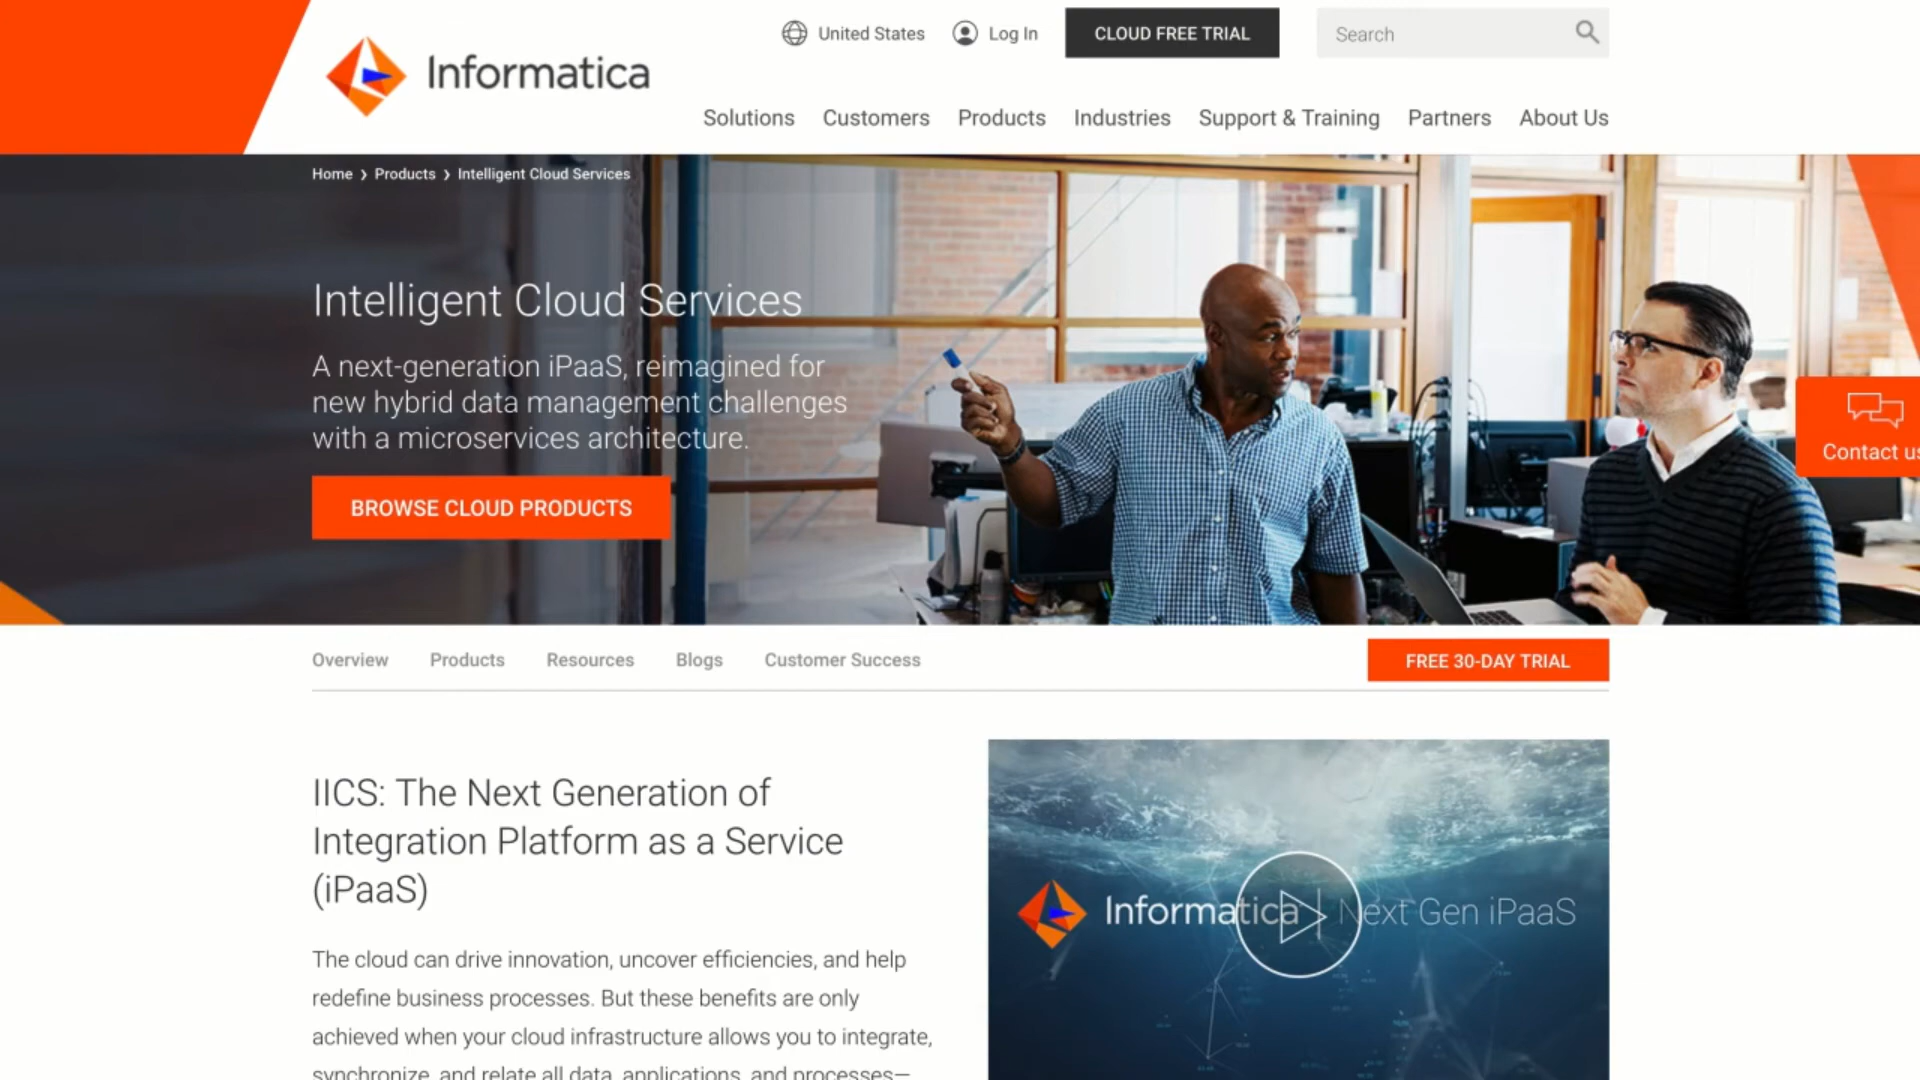 United States
Log In
CLOUD FREE TRIAL
Search
Informatica
Solutions
Customers
Products
Industries
Support & Training
Partners
About Us
Home › Products › Intelligent Cloud Services
Intelligent Cloud Services
A next-generation iPaaS, reimagined for
new hybrid data management challenges
with a microservices architecture.
BROWSE CLOUD PRODUCTS
Contact us
Overview
Products
Resources
Blogs
Customer Success
FREE 30-DAY TRIAL
IICS: The Next Generation of
Integration Platform as a Service
(iPaaS)
Informatica | Next Gen iPaaS
The cloud can drive innovation, uncover efficiencies, and help
redefine business processes. But these benefits are only
achieved when your cloud infrastructure allows you to integrate,
synchronize, and relate all data, applications, and processes—